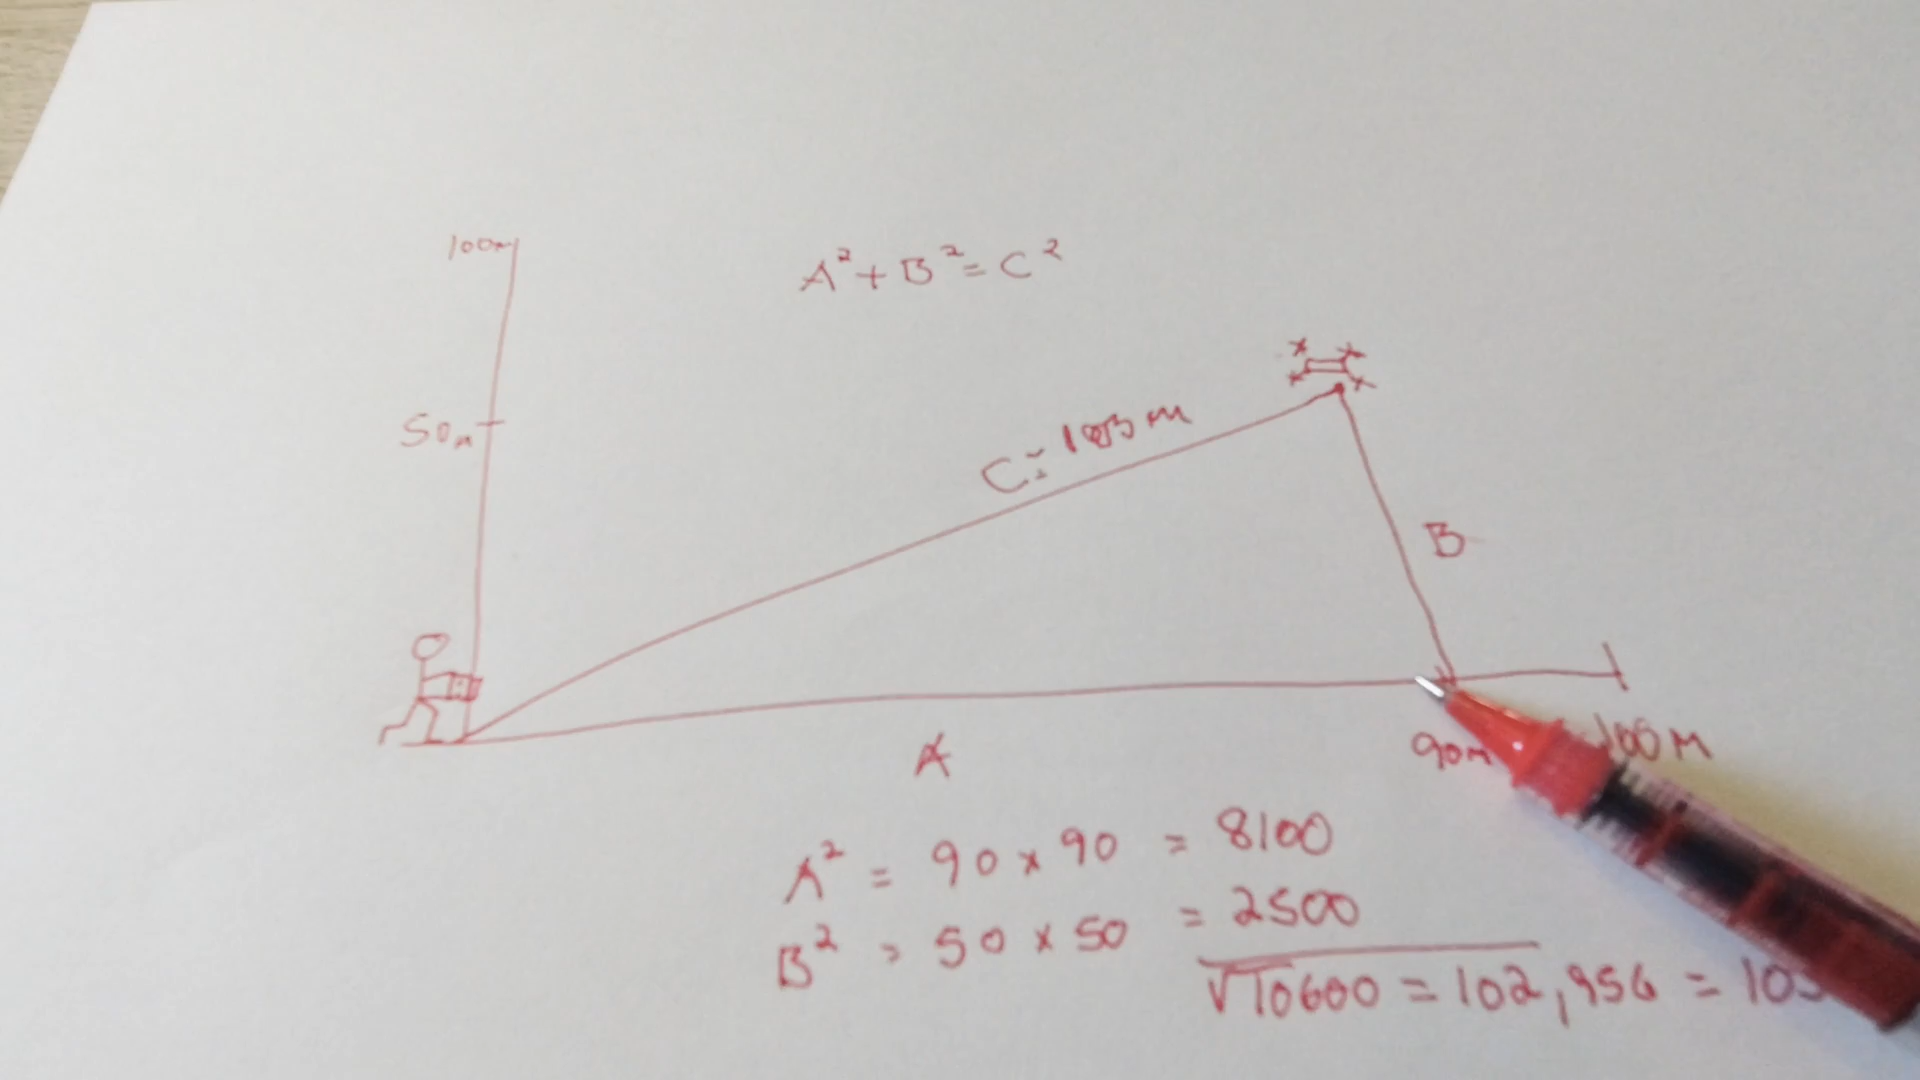 100m
A²+B²=C²
50m
C=103m
B
A
90m
100M
A² = 90 x 90 = 8100
B² = 50 x 50 = 2500
√10600 = 102,956 = 103